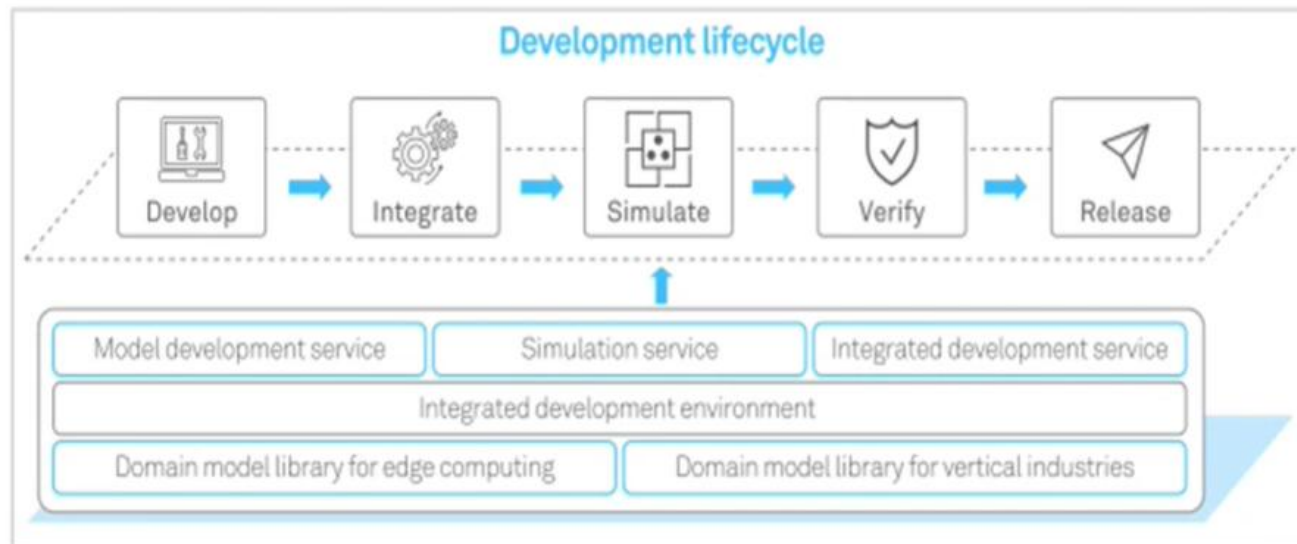 Development lifecycle
Develop
Integrate
Simulate
Verify
Release
Model development service
Simulation service
Integrated development service
Integrated development environment
Domain model library for edge computing
Domain model library for vertical industries